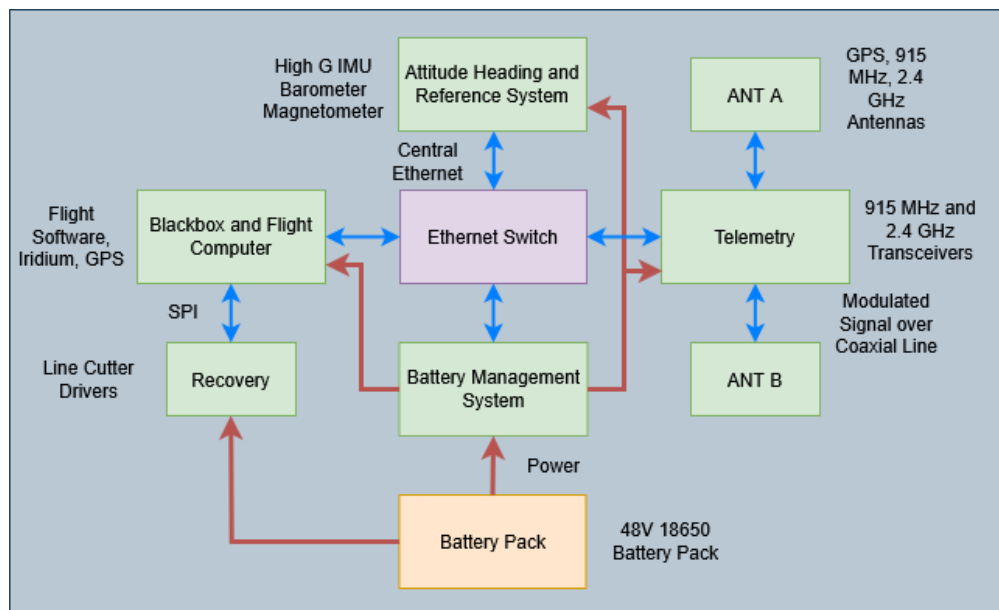 High G IMU
Barometer
Magnetometer
Attitude Heading and
Reference System
ANT A
GPS, 915
MHz, 2.4
GHz
Antennas
Central
Ethernet
Flight
Software,
Iridium, GPS
Blackbox and Flight
Computer
Ethernet Switch
Telemetry
915 MHz and
2.4 GHz
Transceivers
SPI
Modulated
Signal over
Coaxial Line
Line Cutter
Drivers
Recovery
Battery Management
System
ANT B
Power
Battery Pack
48V 18650
Battery Pack